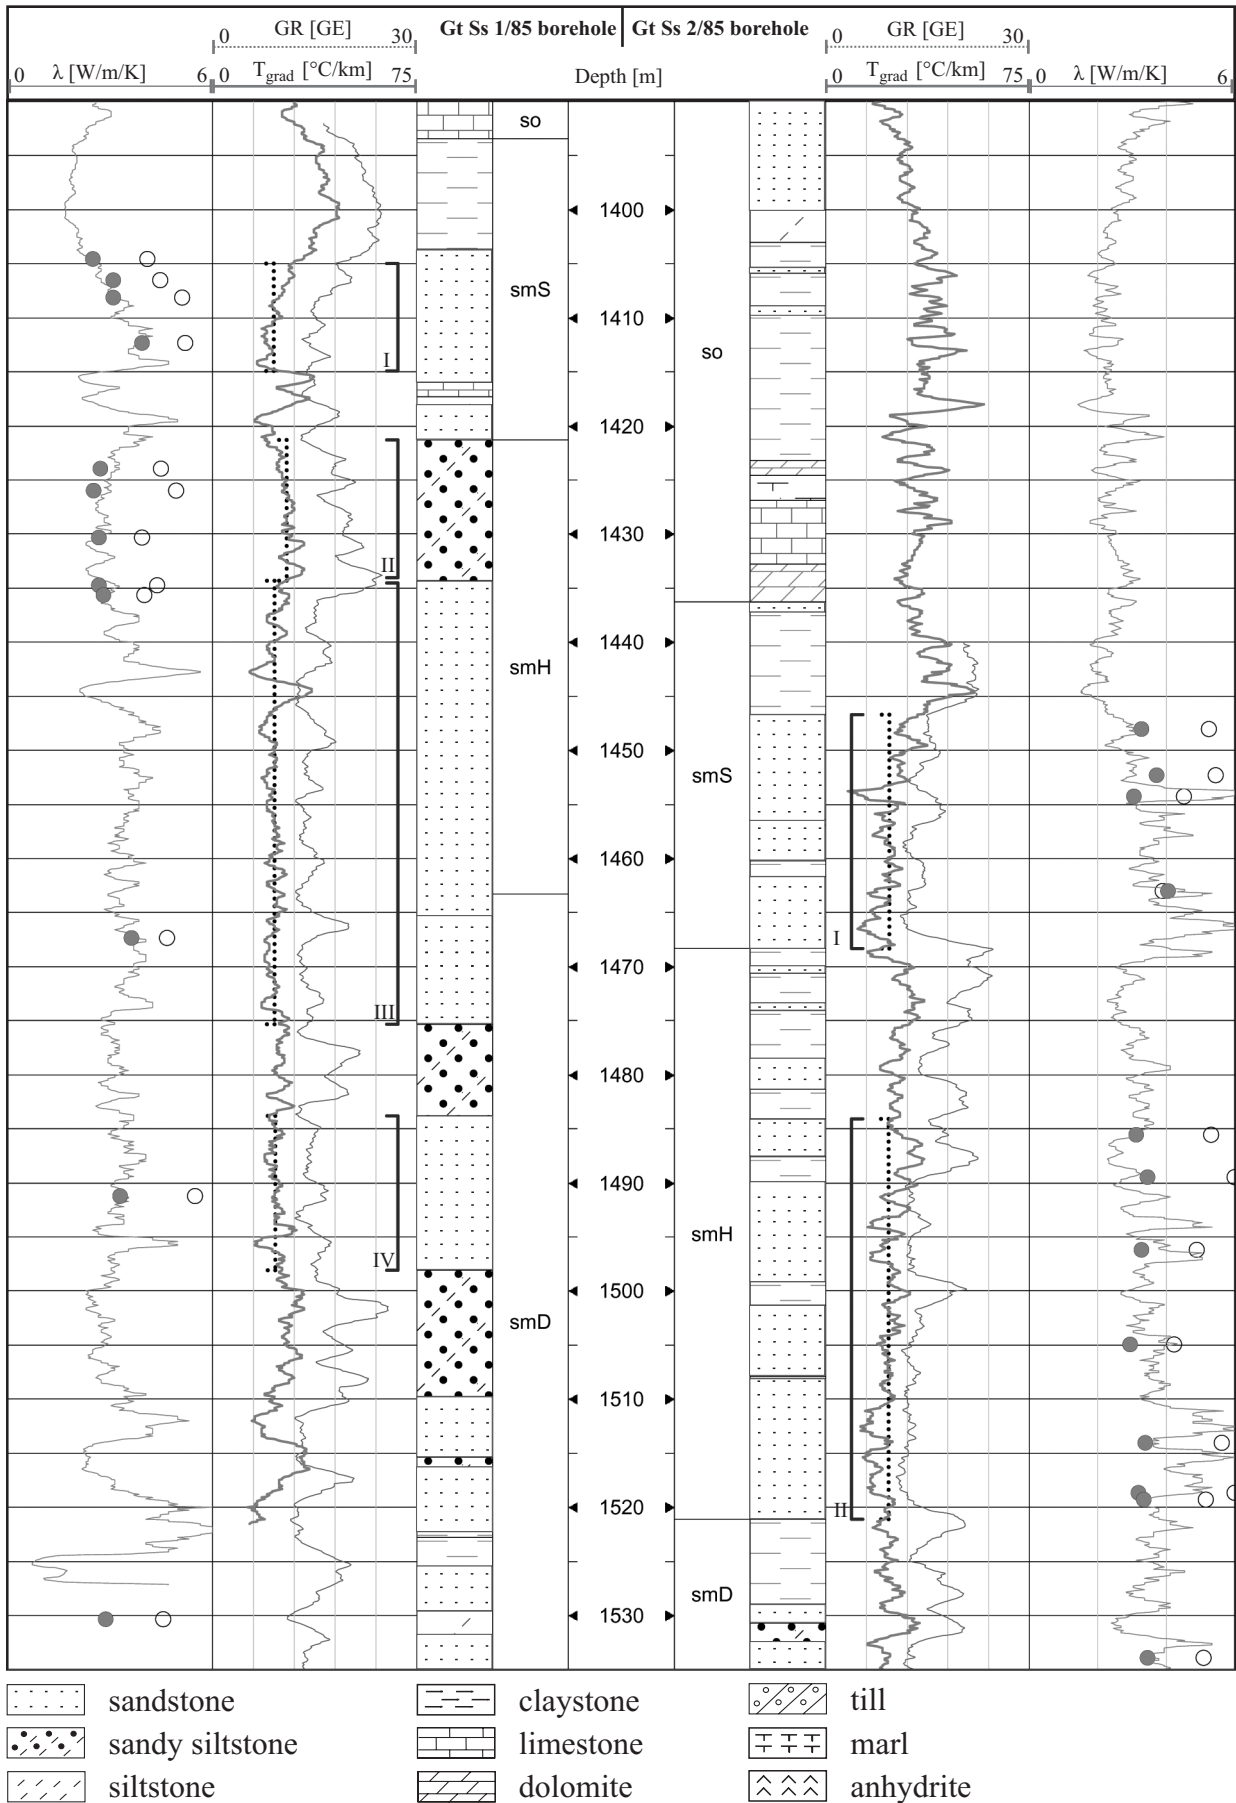 Gt Ss 1/85 borehole Gt Ss 2/85 borehole
0 GR [GE] 30
0 GR [GE] 30
0 λ [W/m/K] 6
0 Tgrad [°C/km] 75
Depth [m]
0 Tgrad [°C/km] 75
0 λ [W/m/K] 6
so
1400
smS
1410
so
I
1420
1430
II
1440
smH
1450
smS
1460
I
1470
III
1480
1490
smH
IV
1500
smD
1510
1520
II
smD
1530
sandstone
claystone
till
sandy siltstone
limestone
marl
siltstone
dolomite
anhydrite